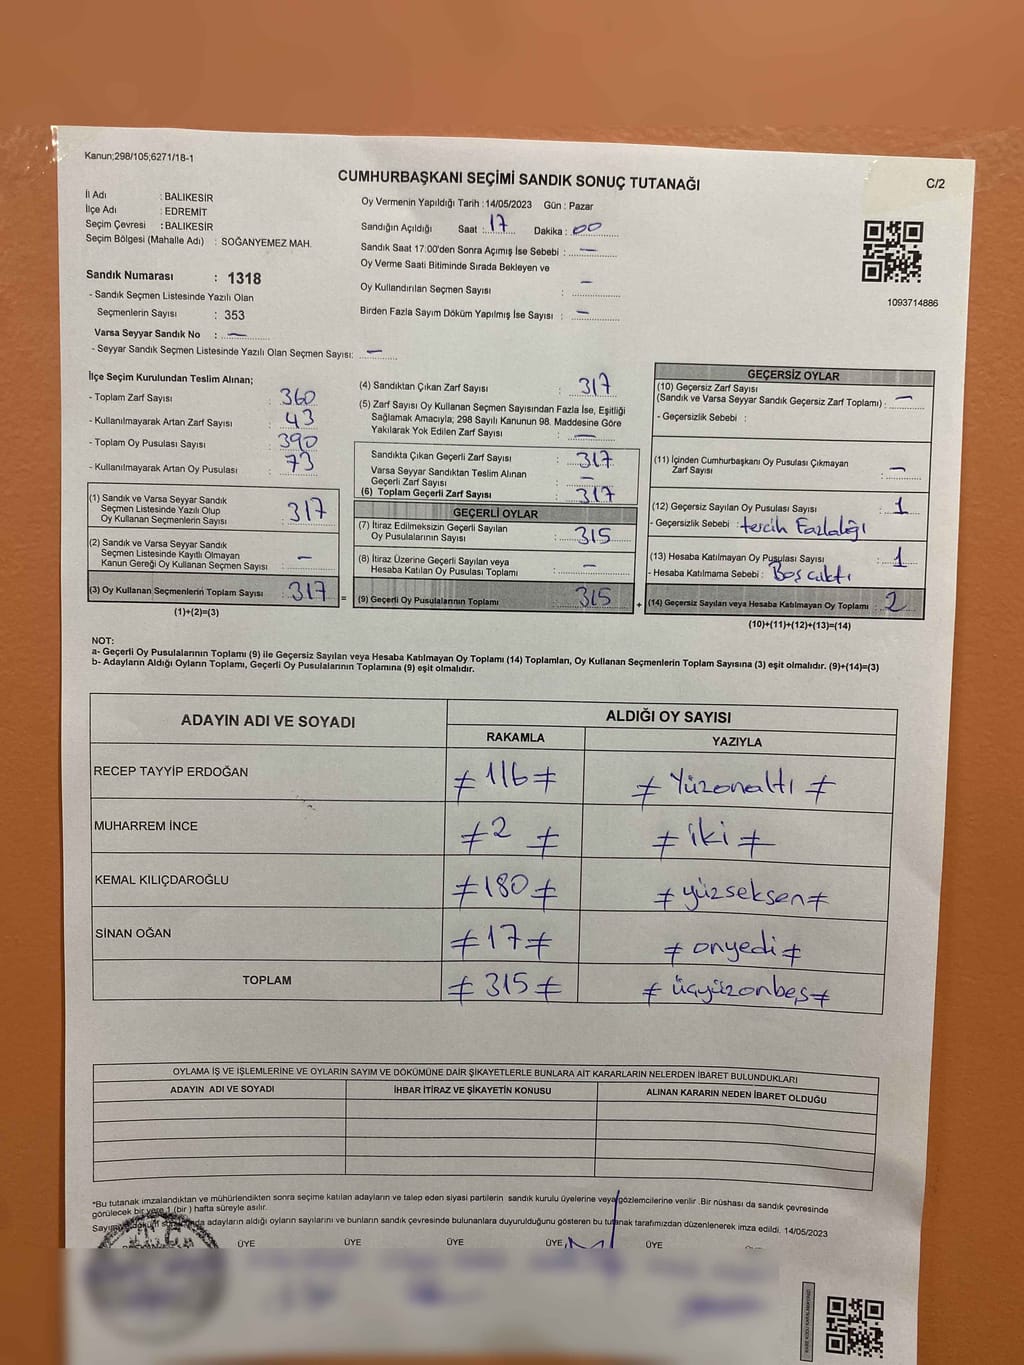 Kanun;298/105;6271/18-1
CUMHURBAŞKANI SEÇİMİ SANDIK SONUÇ TUTANAĞI
C/2
İl Adı : BALIKESİR
İlçe Adı : EDREMIT
Seçim Çevresi : BALIKESİR
Seçim Bölgesi (Mahalle Adı) : SOĞANYEMEZ MAH.
Sandık Numarası : 1318
- Sandık Seçmen Listesinde Yazılı Olan
Seçmenlerin Sayısı : 353
Varsa Seyyar Sandık No : —
- Seyyar Sandık Seçmen Listesinde Yazılı Olan Seçmen Sayısı: —
Oy Vermenin Yapıldığı Tarih :14/05/2023 Gün : Pazar
Sandığın Açıldığı Saat : 17 Dakika : 00
Sandık Saat 17:00'den Sonra Açımış İse Sebebi : —
Oy Verme Saati Bitiminde Sırada Bekleyen ve
Oy Kullandırılan Seçmen Sayısı : —
Birden Fazla Sayım Döküm Yapılmış İse Sayısı : —
1093714886
İlçe Seçim Kurulundan Teslim Alınan;
- Toplam Zarf Sayısı : 360
- Kullanılmayarak Artan Zarf Sayısı : 43
- Toplom Oy Pusulası Sayısı : 390
- Kullanılmayarak Artan Oy Pusulası : 73
(1) Sandık ve Varsa Seyyar Sandık
Seçmen Listesinde Yazılı Olup
Oy Kullanan Seçmenlerin Sayısı : 317
(2) Sandık ve Varsa Seyyar Sandık
Seçmen Listesinde Kayıtlı Olmayan
Kanun Gereği Oy Kullanan Seçmen Sayısı : —
(3) Oy Kullanan Seçmenlerin Toplam Sayısı : 317 =
(1)+(2)=(3)
(4) Sandıktan Çıkan Zarf Sayısı : 317
(5) Zarf Sayısı Oy Kullanan Seçmen Sayısından Fazla İse, Eşitliği
Sağlamak Amacıyla; 298 Sayılı Kanunun 98. Maddesine Göre
Yakılarak Yok Edilen Zarf Sayısı : —
Sandıkta Çıkan Geçerli Zarf Sayısı : 317
Varsa Seyyar Sandıktan Teslim Alınan
Geçerli Zarf Sayısı : —
(6) Toplam Geçerli Zarf Sayısı : 317
GEÇERLİ OYLAR
(7) İtiraz Edilmeksizin Geçerli Sayılan
Oy Pusulalarının Sayısı : 315
(8) İtiraz Üzerine Geçerli Sayılan veya
Hesaba Katılan Oy Pusulası Toplamı : —
(9) Gerçerli Oy Pusulalarının Toplamı : 315 +
GEÇERSİZ OYLAR
(10) Geçersiz Zarf Sayısı
(Sandık ve Varsa Seyyar Sandık Geçersiz Zarf Toplamı) : —
- Geçersizlik Sebebi :
(11) İçinden Cumhurbaşkanı Oy Pusulası Çıkmayan
Zarf Sayısı : —
(12) Geçersiz Sayılan Oy Pusulası Sayısı : 1
- Geçersizlik Sebebi : tercih Fazlalığı
(13) Hesaba Katılmayan Oy Pusulası Sayısı : 1
- Hesaba Katılmama Sebebi : Boş çıktı
(14) Geçersiz Sayılan veya Hesaba Katılmayan Oy Toplamı : 2
(10)+(11)+(12)+(13)=(14)
NOT:
a- Geçerli Oy Pusulalarının Toplamı (9) ile Geçersiz Sayılan veya Hesaba Katılmayan Oy Toplamı (14) Toplamları, Oy Kullanan Seçmenlerin Toplam Sayısına (3) eşit olmalıdır. (9)+(14)=(3)
b- Adayların Aldığı Oyların Toplamı, Geçerli Oy Pusulalarının Toplamına (9) eşit olmalıdır.
ADAYIN ADI VE SOYADI
ALDIĞI OY SAYISI
RAKAMLA YAZIYLA
RECEP TAYYİP ERDOĞAN ≠ 116 ≠ ≠ Yüzonaltı ≠
MUHARREM İNCE ≠ 2 ≠ ≠ iki ≠
KEMAL KILIÇDAROĞLU ≠ 180 ≠ ≠ yüzseksen ≠
SİNAN OĞAN ≠ 17 ≠ ≠ onyedi ≠
TOPLAM ≠ 315 ≠ ≠ üçyüzonbeş ≠
OYLAMA İŞ VE İŞLEMLERİNE VE OYLARIN SAYIM VE DÖKÜMÜNE DAİR ŞİKAYETLERLE BUNLARA AİT KARARLARIN NELERDEN İBARET BULUNDUKLARI
ADAYIN ADI VE SOYADI İHBAR İTİRAZ VE ŞİKAYETİN KONUSU ALINAN KARARIN NEDEN İBARET OLDUĞU
*Bu tutanak imzalandıktan ve mühürlendikten sonra seçime katılan adayların ve talep eden siyasi partilerin sandık kurulu üyelerine veya gözlemcilerine verilir .Bir nüshası da sandık çevresinde
görülecek bir yere 1 (bir ) hafta süreyle asılır.
adayların aldığı oyların sayılarını ve bunların sandık çevresinde bulunanlara duyurulduğunu gösteren bu tutanak tarafımızdan düzenlenerek imza edildi. 14/05/2023
ÜYE ÜYE ÜYE ÜYE ÜYE